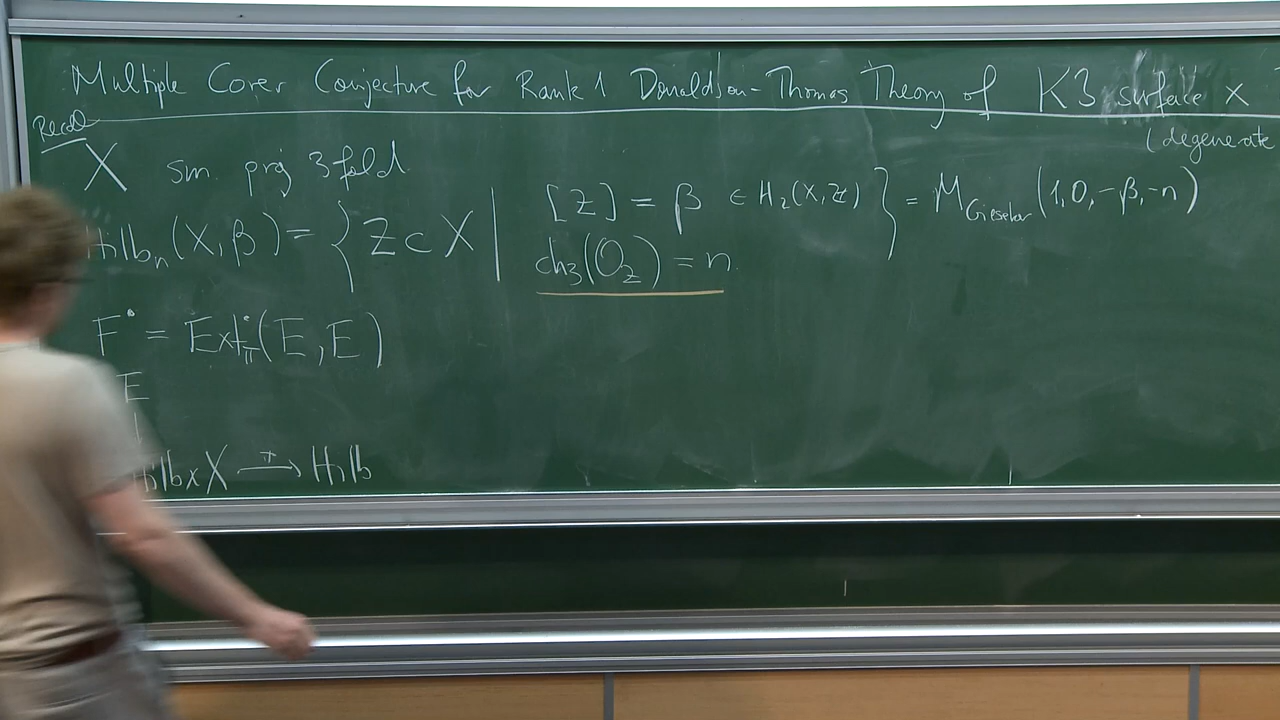 Multiple Cover Conjecture for Rank 1 Donaldson-Thomas Theory of K3 surface ×
(degenerate
Recall
X sm. proj 3fold.
Hilb_n(X,β) = { Z ⊂ X | [Z] = β ∈ H_2(X,Z) ch_3(O_Z) = n. } = M_Gieseker(1,0,-β,-n)
F^• = Ext^•_π(E,E)
E
Hilb×X →^π Hilb